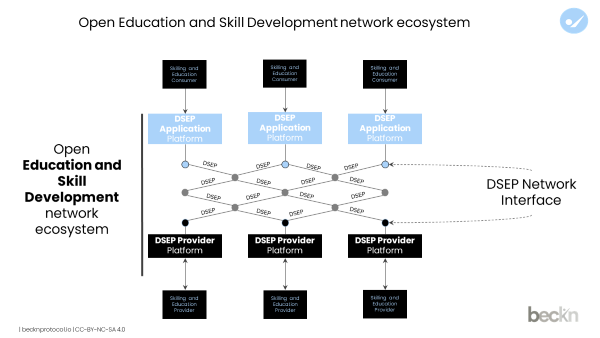 Open Education and Skill Development network ecosystem
Skilling and
Education
Consumer
Skilling and
Education
Consumer
Skilling and
Education
Consumer
DSEP
Application
Platform
DSEP
Application
Platform
DSEP
Application
Platform
Open
Education and
Skill
Development
network
ecosystem
DSEP
DSEP
DSEP
DSEP
DSEP
DSEP
DSEP
DSEP
DSEP
DSEP
DSEP
DSEP
DSEP Network
Interface
DSEP Provider
Platform
DSEP Provider
Platform
DSEP Provider
Platform
Skilling and
Education
Provider
Skilling and
Education
Provider
Skilling and
Education
Provider
beckn
| becknprotocol.io | CC-BY-NC-SA 4.0